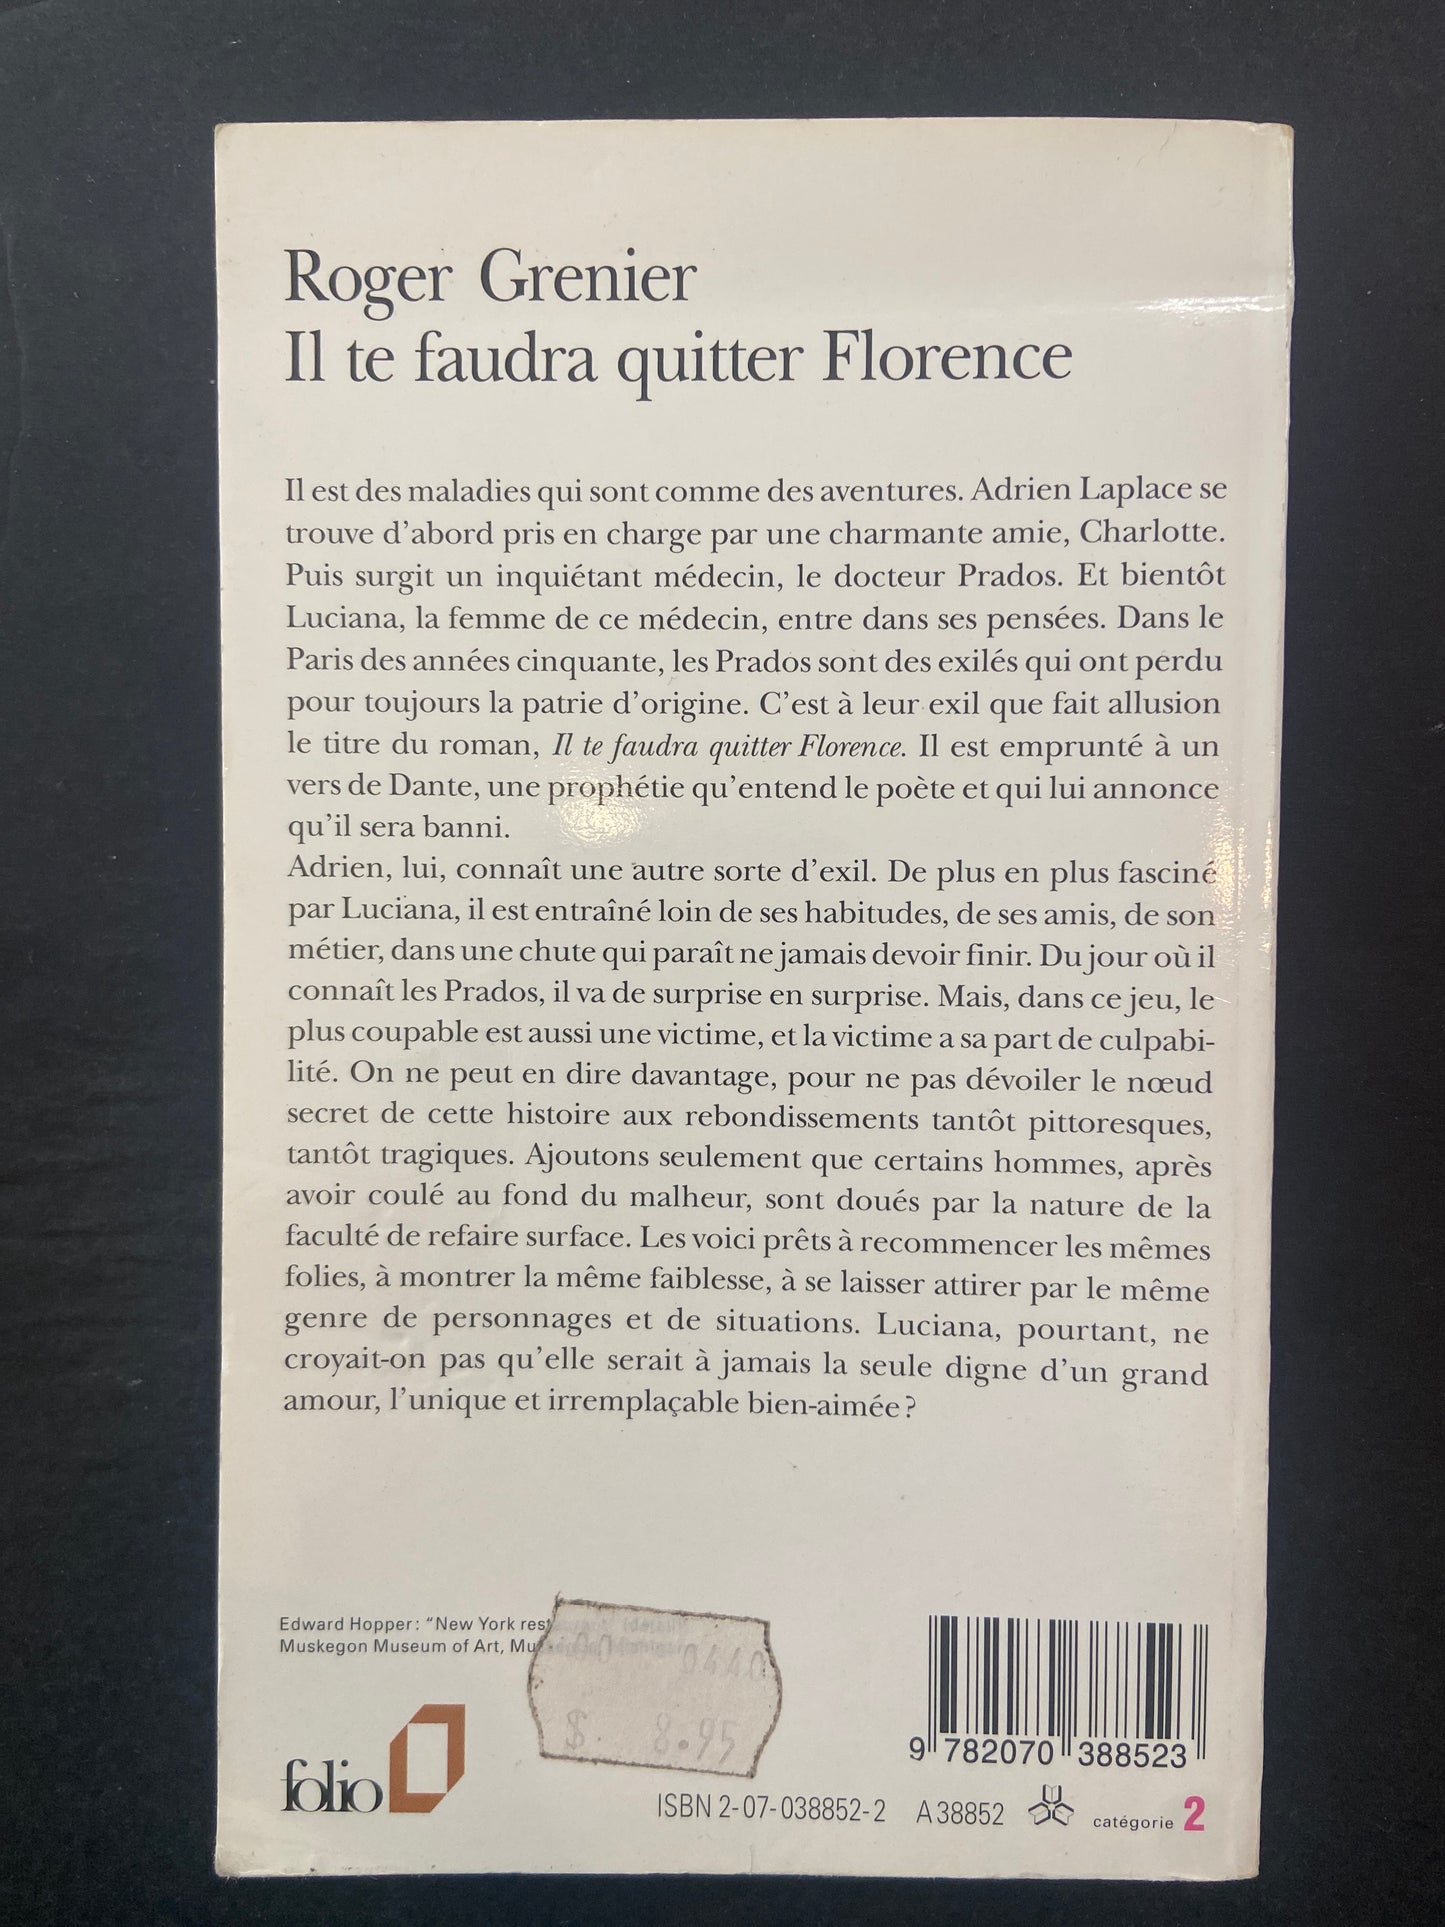 Roger Grenier
Il te faudra quitter Florence
Il est des maladies qui sont comme des aventures. Adrien Laplace se
trouve d'abord pris en charge par une charmante amie, Charlotte.
Puis surgit un inquiétant médecin, le docteur Prados. Et bientôt
Luciana, la femme de ce médecin, entre dans ses pensées. Dans le
Paris des années cinquante, les Prados sont des exilés qui ont perdu
pour toujours la patrie d'origine. C'est à leur exil que fait allusion
le titre du roman, Il te faudra quitter Florence. Il est emprunté à un
vers de Dante, une prophétie qu'entend le poète et qui lui annonce
qu'il sera banni.
Adrien, lui, connaît une autre sorte d'exil. De plus en plus fasciné
par Luciana, il est entraîné loin de ses habitudes, de ses amis, de son
métier, dans une chute qui paraît ne jamais devoir finir. Du jour où il
connaît les Prados, il va de surprise en surprise. Mais, dans ce jeu, le
plus coupable est aussi une victime, et la victime a sa part de culpabi-
lité. On ne peut en dire davantage, pour ne pas dévoiler le nœud
secret de cette histoire aux rebondissements tantôt pittoresques,
tantôt tragiques. Ajoutons seulement que certains hommes, après
avoir coulé au fond du malheur, sont doués par la nature de la
faculté de refaire surface. Les voici prêts à recommencer les mêmes
folies, à montrer la même faiblesse, à se laisser attirer par le même
genre de personnages et de situations. Luciana, pourtant, ne
croyait-on pas qu'elle serait à jamais la seule digne d'un grand
amour, l'unique et irremplaçable bien-aimée?
Edward Hopper: "New York
Muskegon Museum of Art,
0440
$ 8.95
9 782070 388523
folio
ISBN 2-07-038852-2 A 38852 catégorie 2